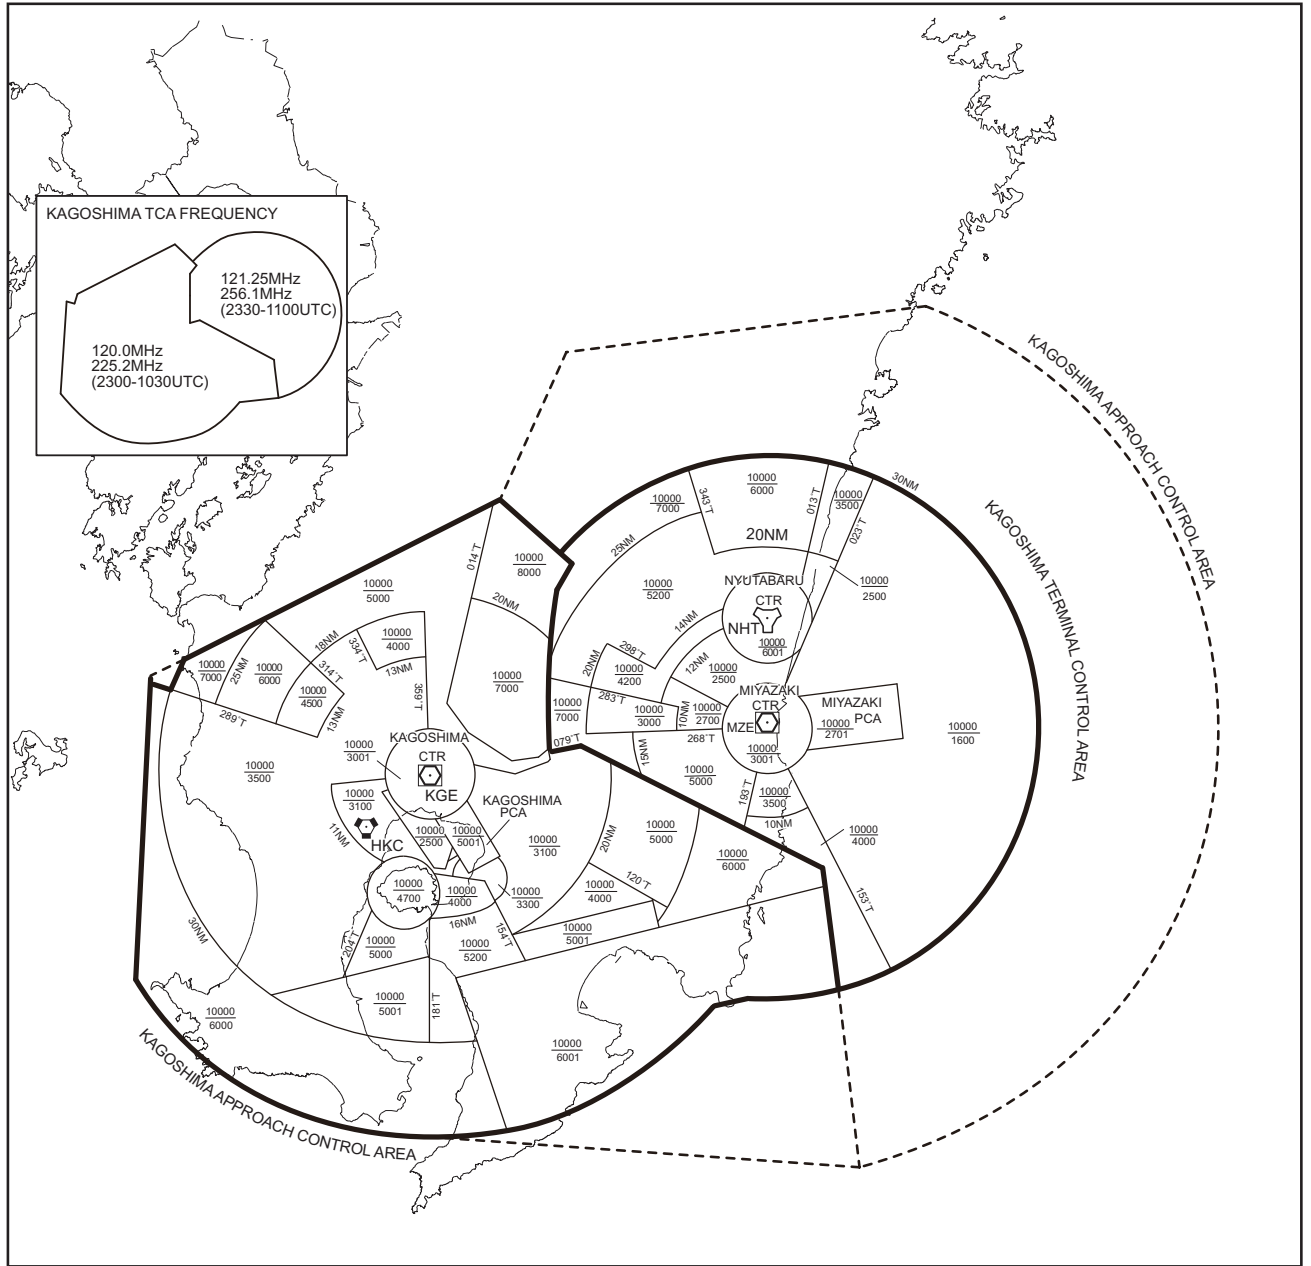 KAGOSHIMA TCA FREQUENCY
121.25MHz
256.1MHz
(2330-1100UTC)
120.0MHz
225.2MHz
(2300-1030UTC)
KAGOSHIMA APPROACH CONTROL AREA
KAGOSHIMA TERMINAL CONTROL AREA
30NM
10000
6000
343°T
013°T
10000
3500
023°T
10000
7000
20NM
25NM
014°T
10000
8000
10000
5200
NYUTABARU
CTR
NHT
10000
6001
10000
2500
10000
5000
20NM
14NM
298°T
12NM
10000
2500
18NM
334°T
10000
4000
13NM
20NM
10000
4200
10000
7000
25NM
10000
6000
314°T
10000
4500
13NM
289°T
359°T
10000
7000
10000
7000
283°T
10000
3000
10NM
10000
2700
268°T
MIYAZAKI
CTR
MZE
10000
3001
MIYAZAKI
PCA
10000
2701
10000
1600
KAGOSHIMA
CTR
KGE
10000
3001
10000
3500
079°T
15NM
10000
5000
193°T
10000
3500
10NM
10000
4000
153°T
10000
3100
HKC
11NM
10000
2500
10000
5001
KAGOSHIMA
PCA
10000
3100
20NM
10000
5000
10000
6000
10000
4700
10000
4000
10000
3300
10000
4000
120°T
16NM
154°T
10000
5001
30NM
204°T
10000
5000
10000
5200
10000
5001
181°T
10000
6000
10000
6001
KAGOSHIMA APPROACH CONTROL AREA